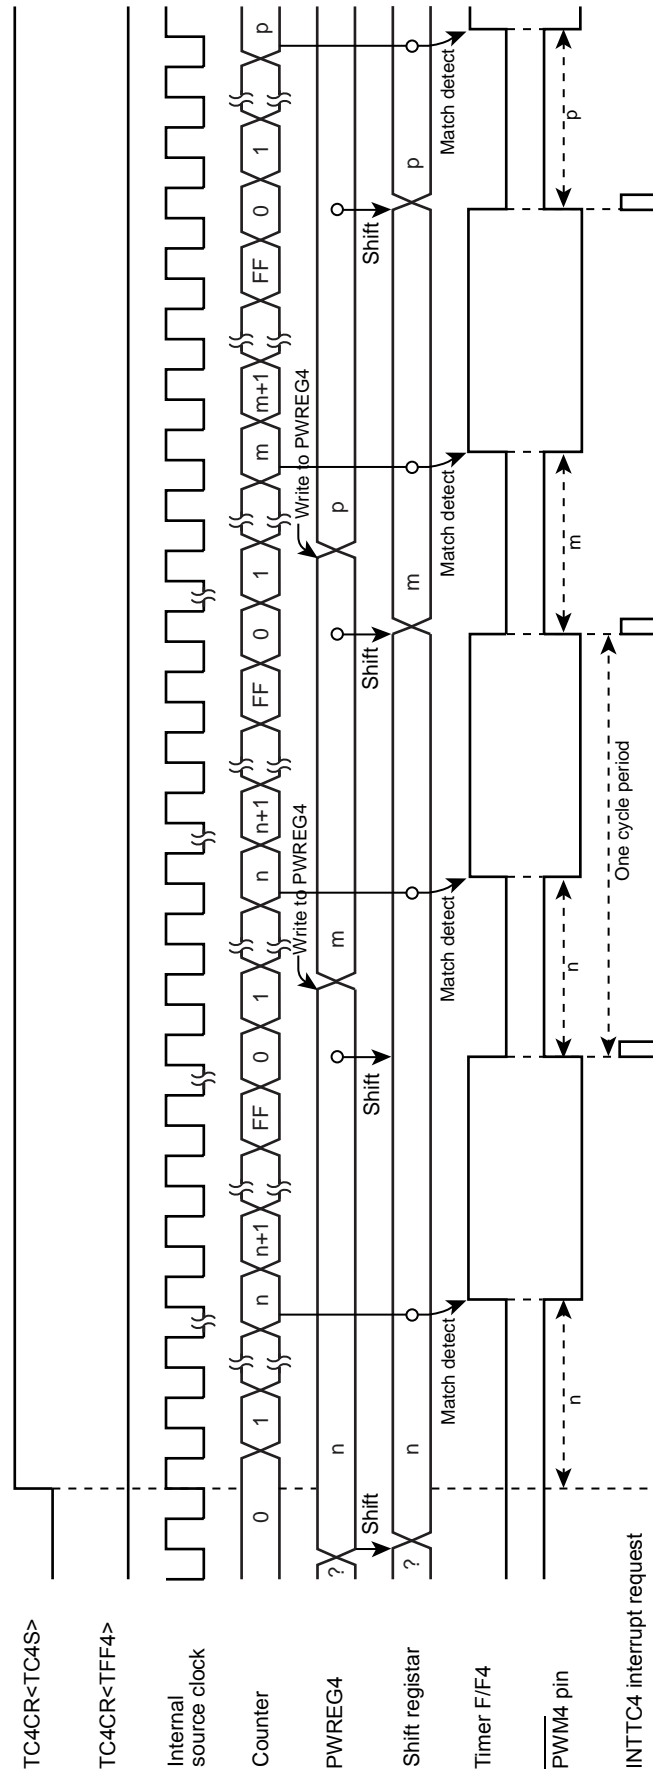 TC4CR<TC4S>
TC4CR<TFF4>
Internal
source clock
Counter 0 1 n n+1 FF 0 1 n n+1 FF 0 1 m m+1 FF 0 1 p
Write to PWREG4 Write to PWREG4
PWREG4 ? n m p
Shift Shift Shift Shift
Shift registar ? n m p
Match detect Match detect Match detect Match detect
Timer F/F4
PWM4 pin n n m p
One cycle period
INTTC4 interrupt request